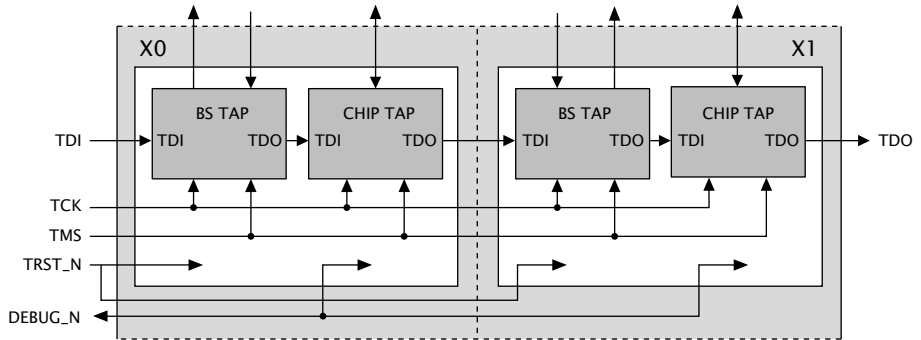 X0
X1
BS TAP
CHIP TAP
BS TAP
CHIP TAP
TDI
TDI
TDO
TDI
TDO
TDI
TDO
TDI
TDO
TDO
TCK
TMS
TRST_N
DEBUG_N